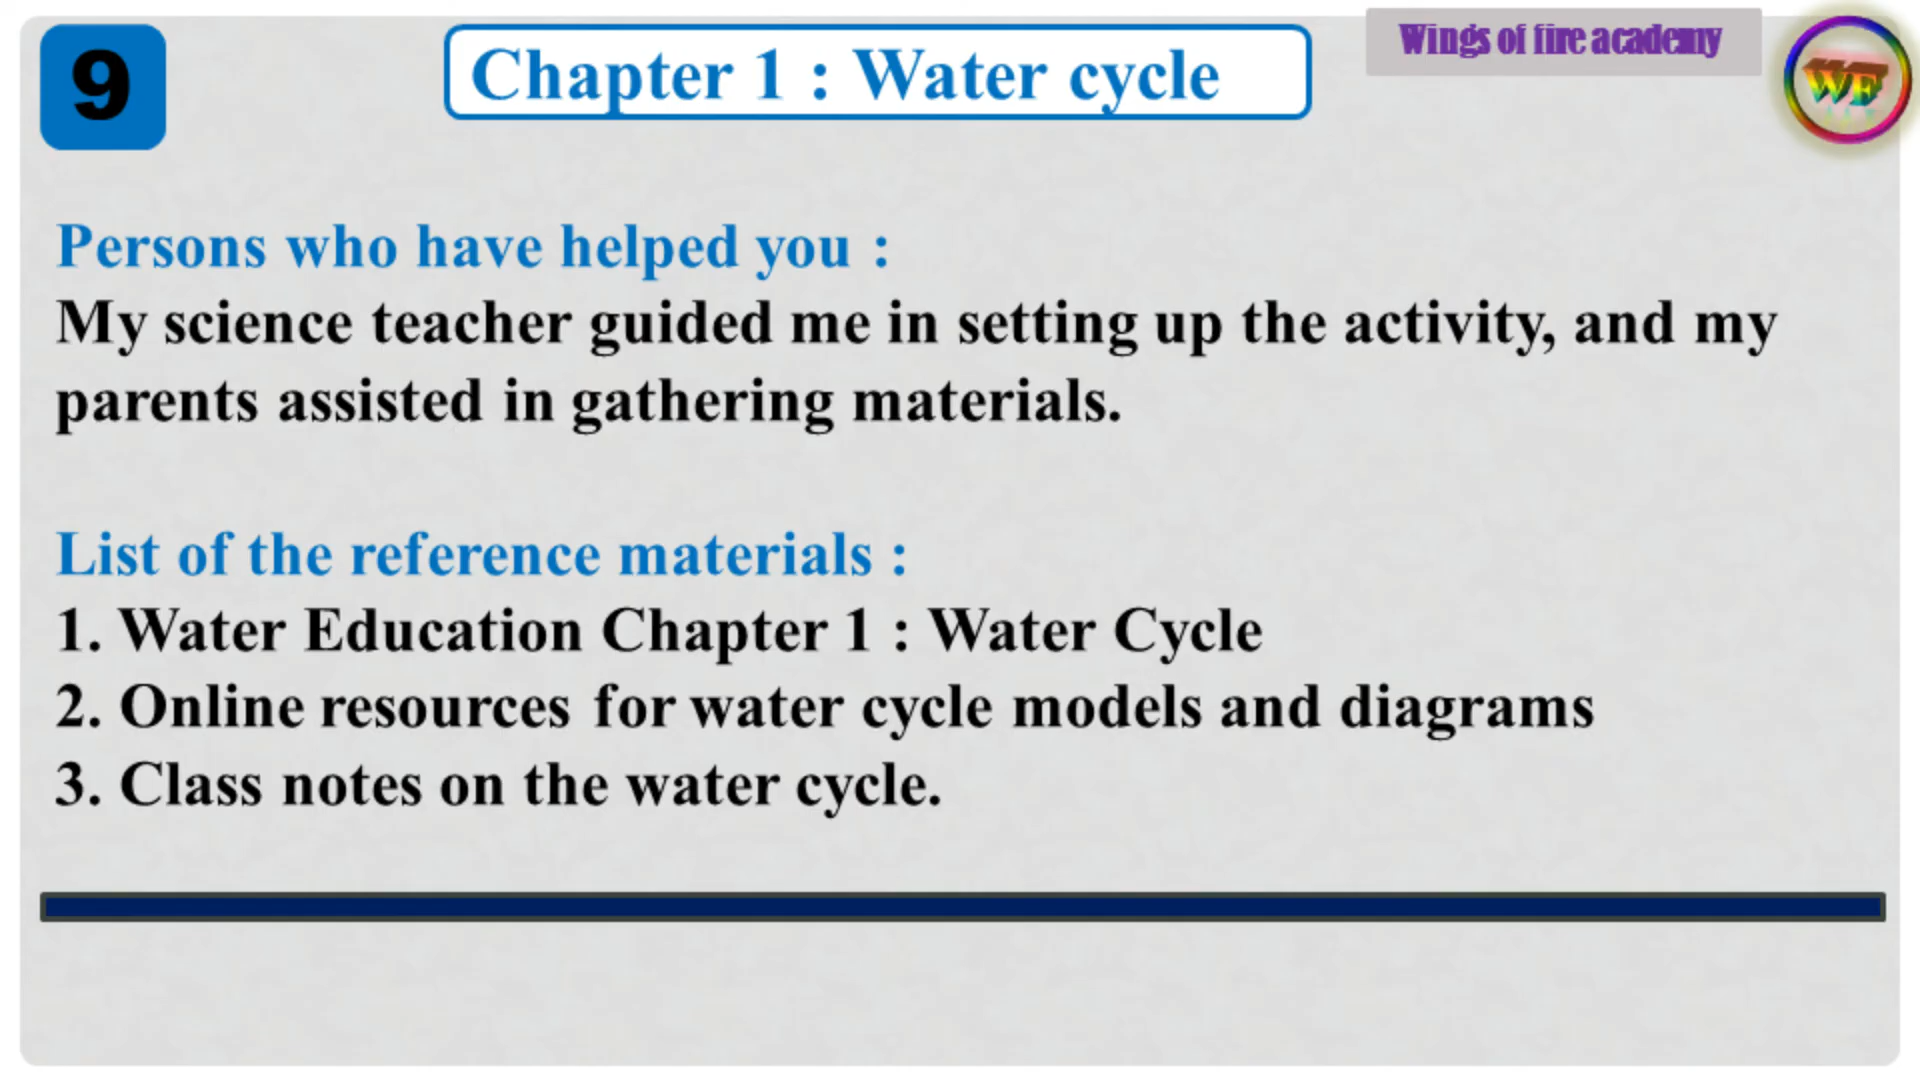 9
Chapter 1 : Water cycle
Wings of fire academy
WF
Persons who have helped you :
My science teacher guided me in setting up the activity, and my
parents assisted in gathering materials.
List of the reference materials :
1. Water Education Chapter 1 : Water Cycle
2. Online resources for water cycle models and diagrams
3. Class notes on the water cycle.